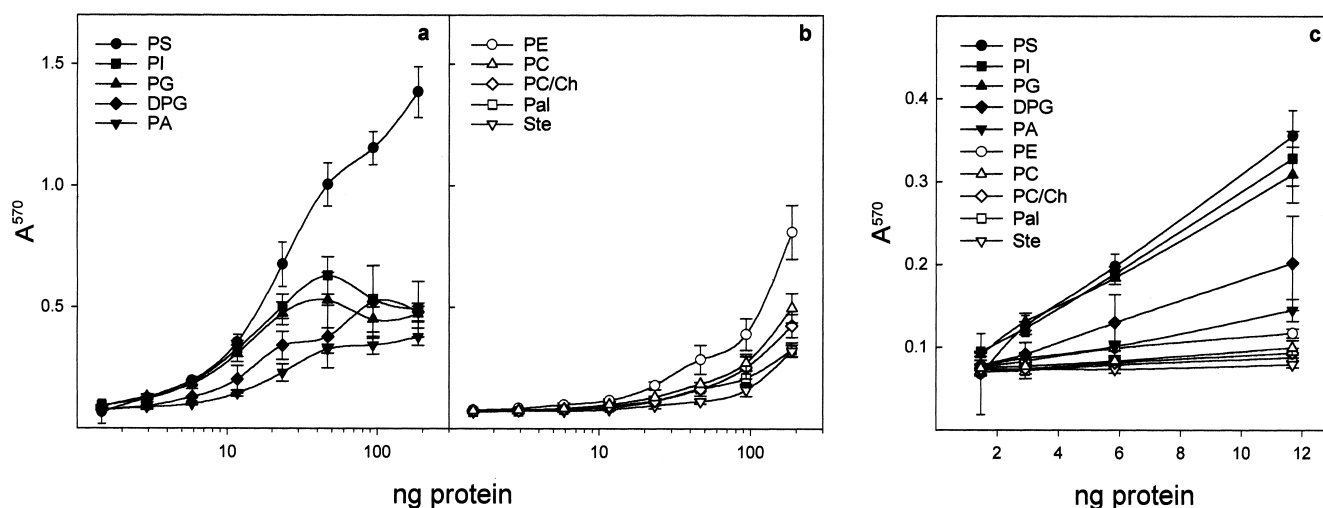 a
PS
PI
PG
DPG
PA
1.5
1.0
0.5
A570
10
100
b
PE
PC
PC/Ch
Pal
Ste
10
100
ng protein
c
PS
PI
PG
DPG
PA
PE
PC
PC/Ch
Pal
Ste
0.4
0.3
0.2
0.1
A570
2
4
6
8
10
12
ng protein